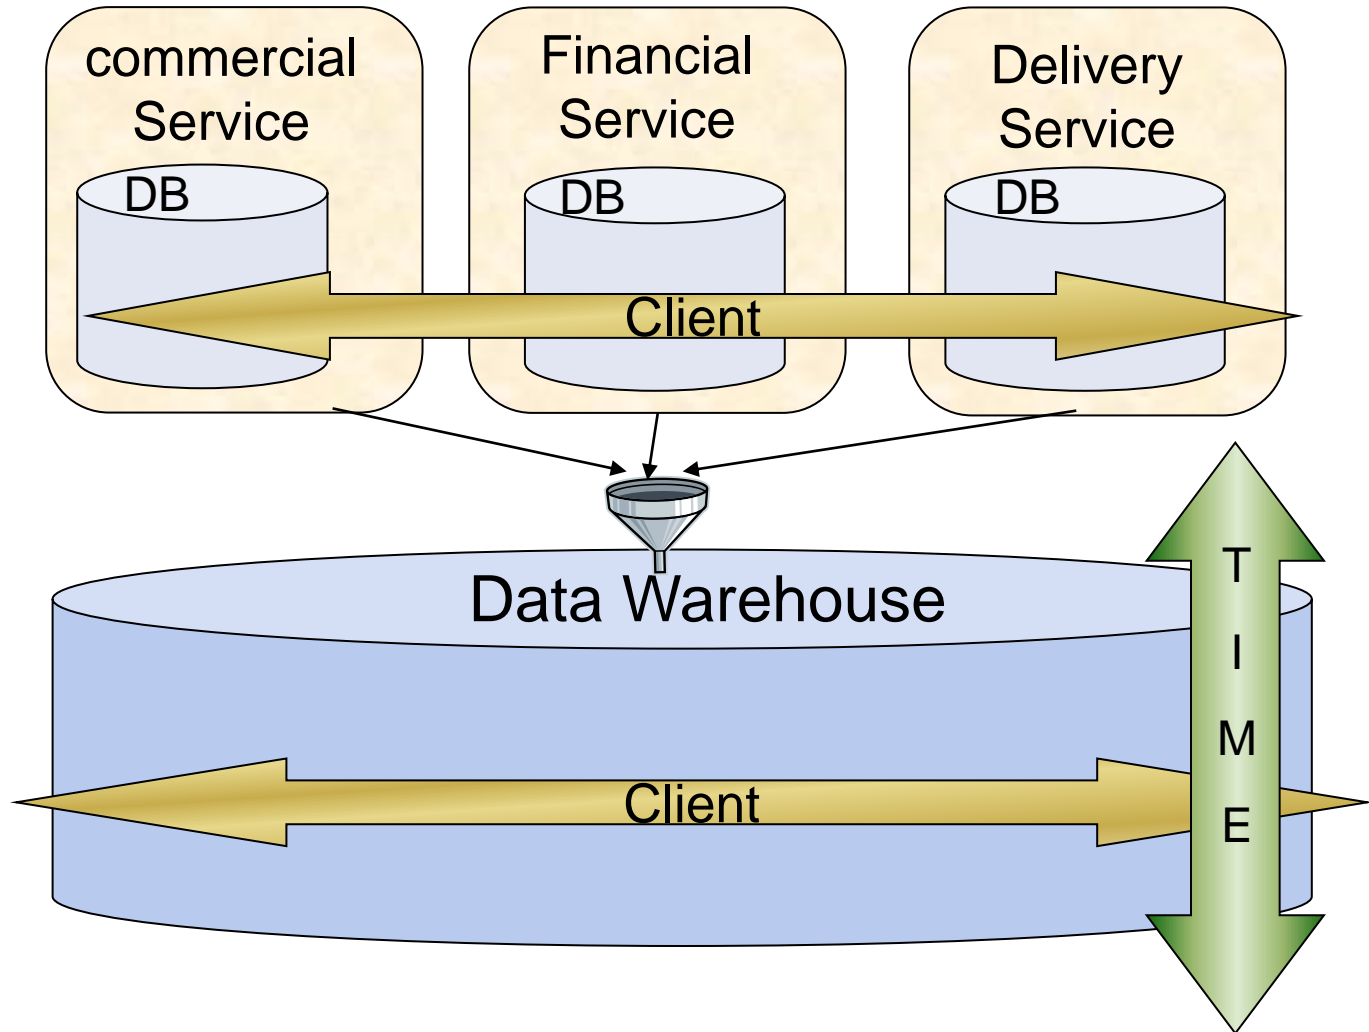 commercial
Service
DB
Financial
Service
DB
Delivery
Service
DB
Client
Data Warehouse
Client
T
I
M
E